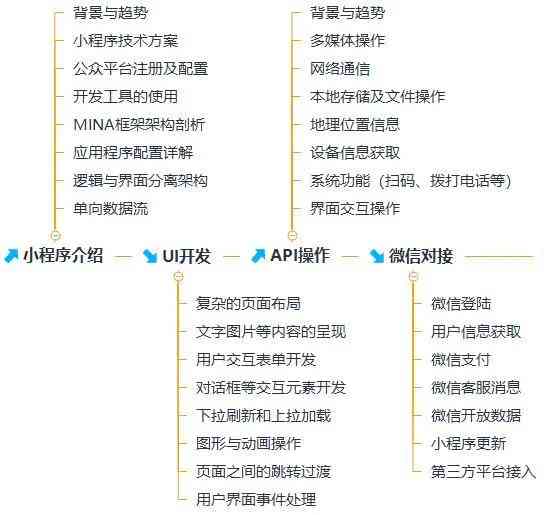 背景与趋势
小程序技术方案
公众平台注册及配置
开发工具的使用
MINA框架架构剖析
应用程序配置详解
逻辑与界面分离架构
单向数据流
背景与趋势
多媒体操作
网络通信
本地存储及文件操作
地理位置信息
设备信息获取
系统功能（扫码、拨打电话等）
界面交互操作
小程序介绍
UI开发
API操作
微信对接
复杂的页面布局
文字图片等内容的呈现
用户交互表单开发
对话框等交互元素开发
下拉刷新和上拉加载
图形与动画操作
页面之间的跳转过渡
用户界面事件处理
微信登陆
用户信息获取
微信支付
微信客服消息
微信开放数据
小程序更新
第三方平台接入